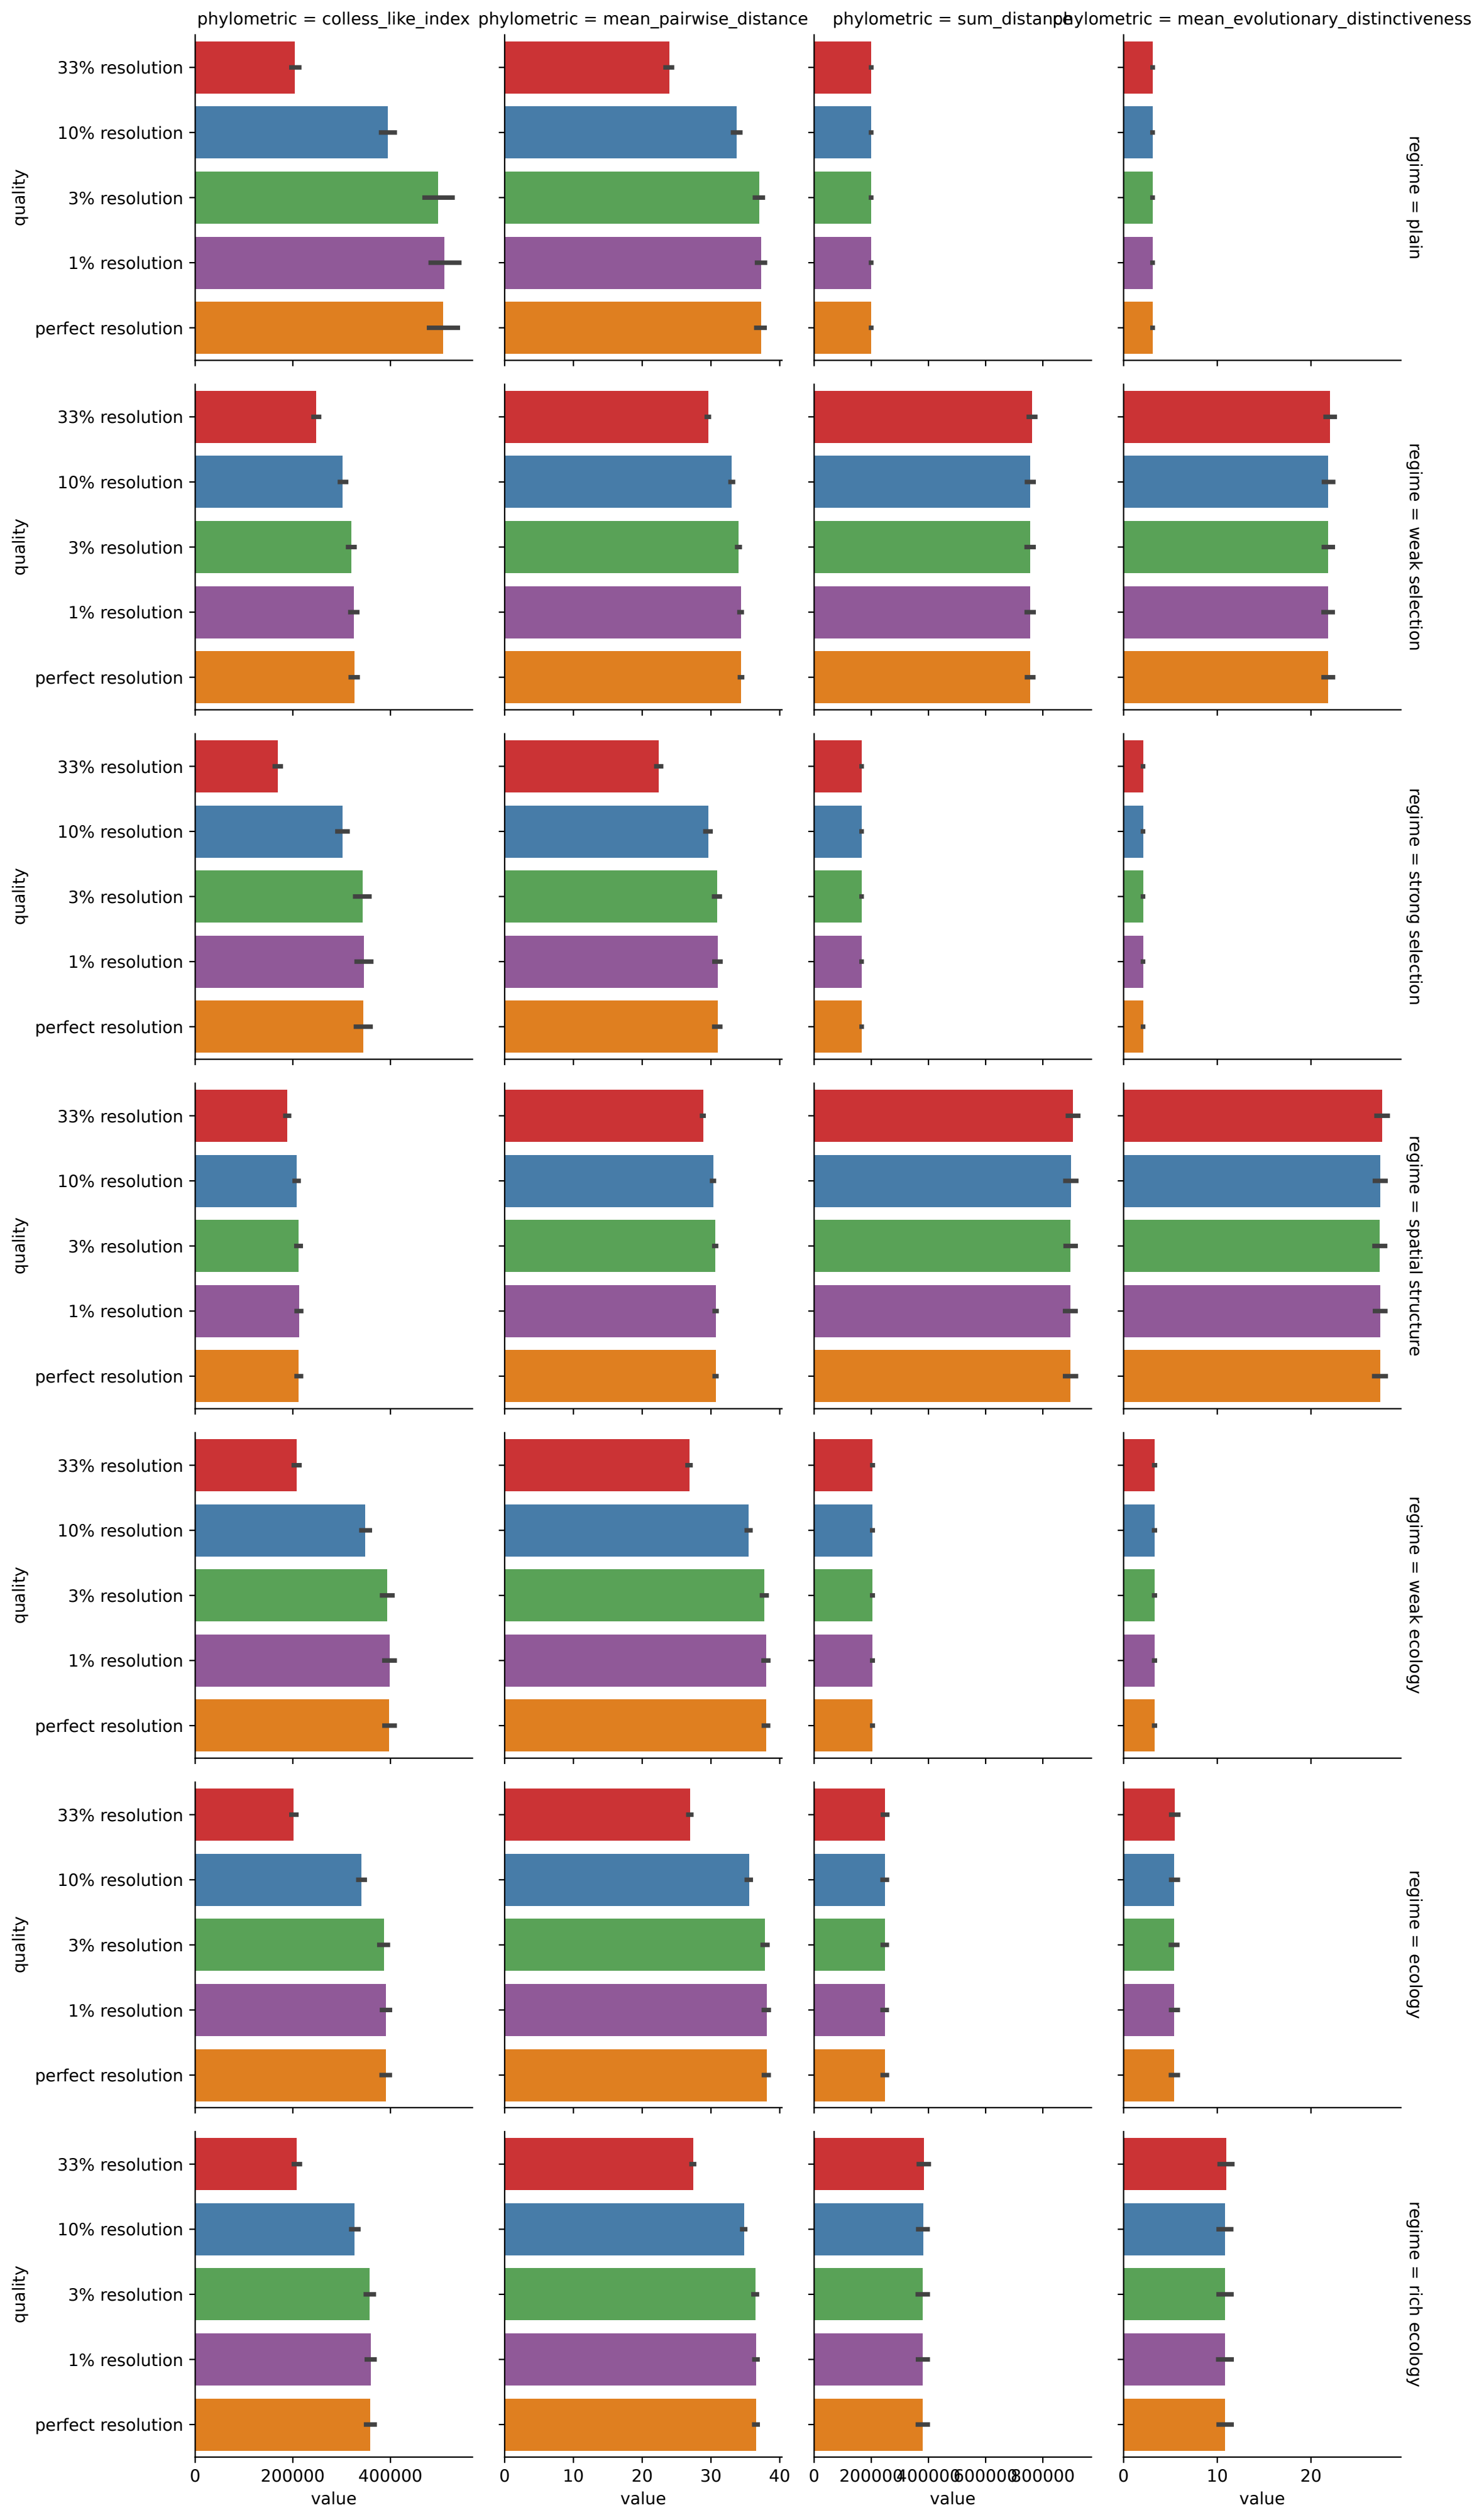 phylometric = colless_like_index
phylometric = mean_pairwise_distance
phylometric = sum_distance
phylometric = mean_evolutionary_distinctiveness
quality
33% resolution
10% resolution
3% resolution
1% resolution
perfect resolution
regime = plain
quality
33% resolution
10% resolution
3% resolution
1% resolution
perfect resolution
regime = weak selection
quality
33% resolution
10% resolution
3% resolution
1% resolution
perfect resolution
regime = strong selection
quality
33% resolution
10% resolution
3% resolution
1% resolution
perfect resolution
regime = spatial structure
quality
33% resolution
10% resolution
3% resolution
1% resolution
perfect resolution
regime = weak ecology
quality
33% resolution
10% resolution
3% resolution
1% resolution
perfect resolution
regime = ecology
quality
33% resolution
10% resolution
3% resolution
1% resolution
perfect resolution
regime = rich ecology
0 200000 400000
value
0 10 20 30 40
value
0 200000 400000 600000 800000
value
0 10 20
value